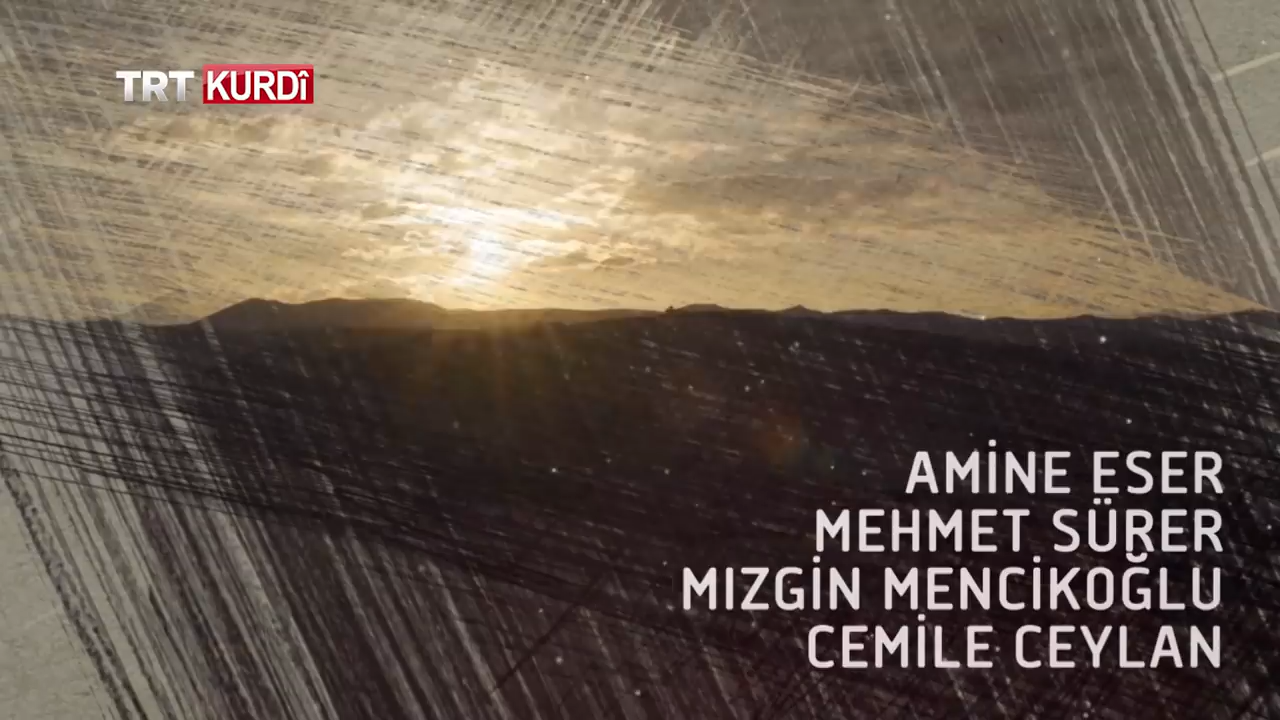 TRT KURDÎ
AMİNE ESER
MEHMET SÜRER
MIZGİN MENCİKOĞLU
CEMİLE CEYLAN